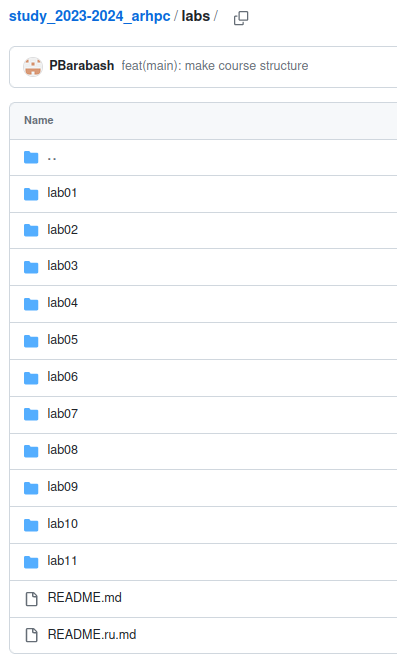 study_2023-2024_arhpc / labs /
PBarabash feat(main): make course structure
Name
..
lab01
lab02
lab03
lab04
lab05
lab06
lab07
lab08
lab09
lab10
lab11
README.md
README.ru.md